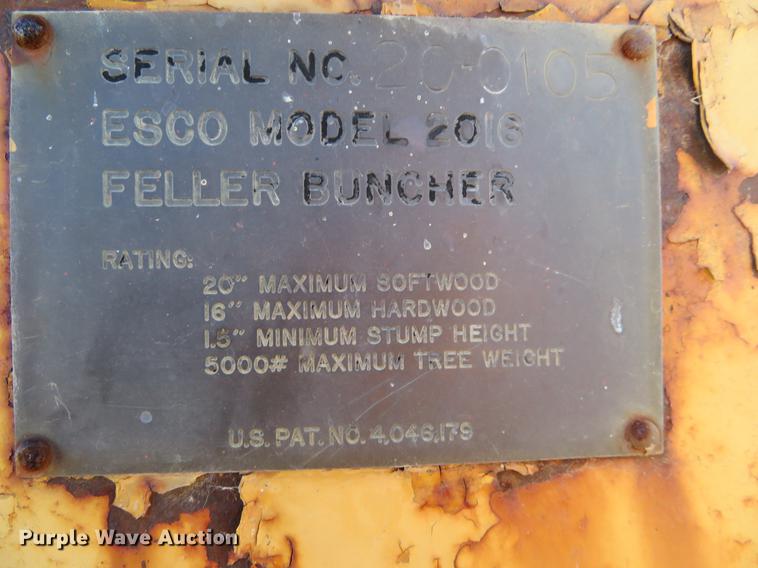 SERIAL NO. 20-0105
ESCO MODEL 2016
FELLER BUNCHER
RATING:
20" MAXIMUM SOFTWOOD
16" MAXIMUM HARDWOOD
1.5" MINIMUM STUMP HEIGHT
5000# MAXIMUM TREE WEIGHT
U.S. PAT. NO. 4,046,179
Purple Wave Auction